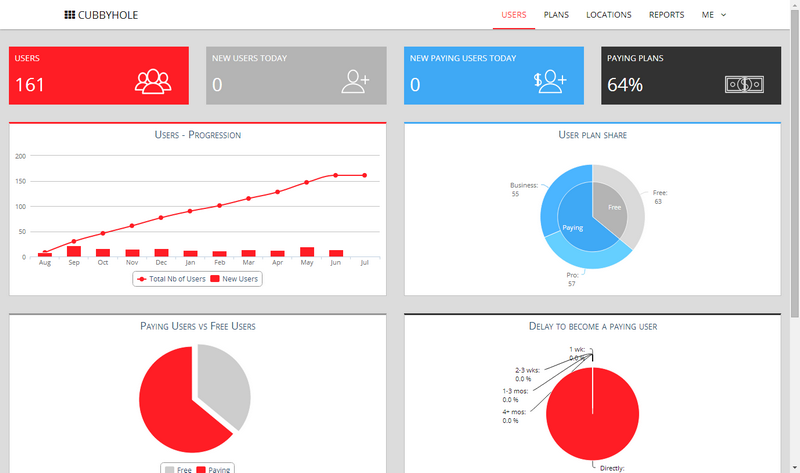 CUBBYHOLE
USERS PLANS LOCATIONS REPORTS ME
USERS
161
NEW USERS TODAY
0
NEW PAYING USERS TODAY
0
PAYING PLANS
64%
Users - Progression
200
150
100
50
0
Aug Sep Oct Nov Dec Jan Feb Mar Apr May Jun Jul
Total Nb of Users New Users
User plan share
Business:
55
Free:
63
Free
Paying
Pro:
57
Paying Users vs Free Users
Free Paying
Delay to become a paying user
1 wk:
0.0 %
2-3 wks:
0.0 %
1-3 mos:
0.0 %
4+ mos:
0.0 %
Directly: